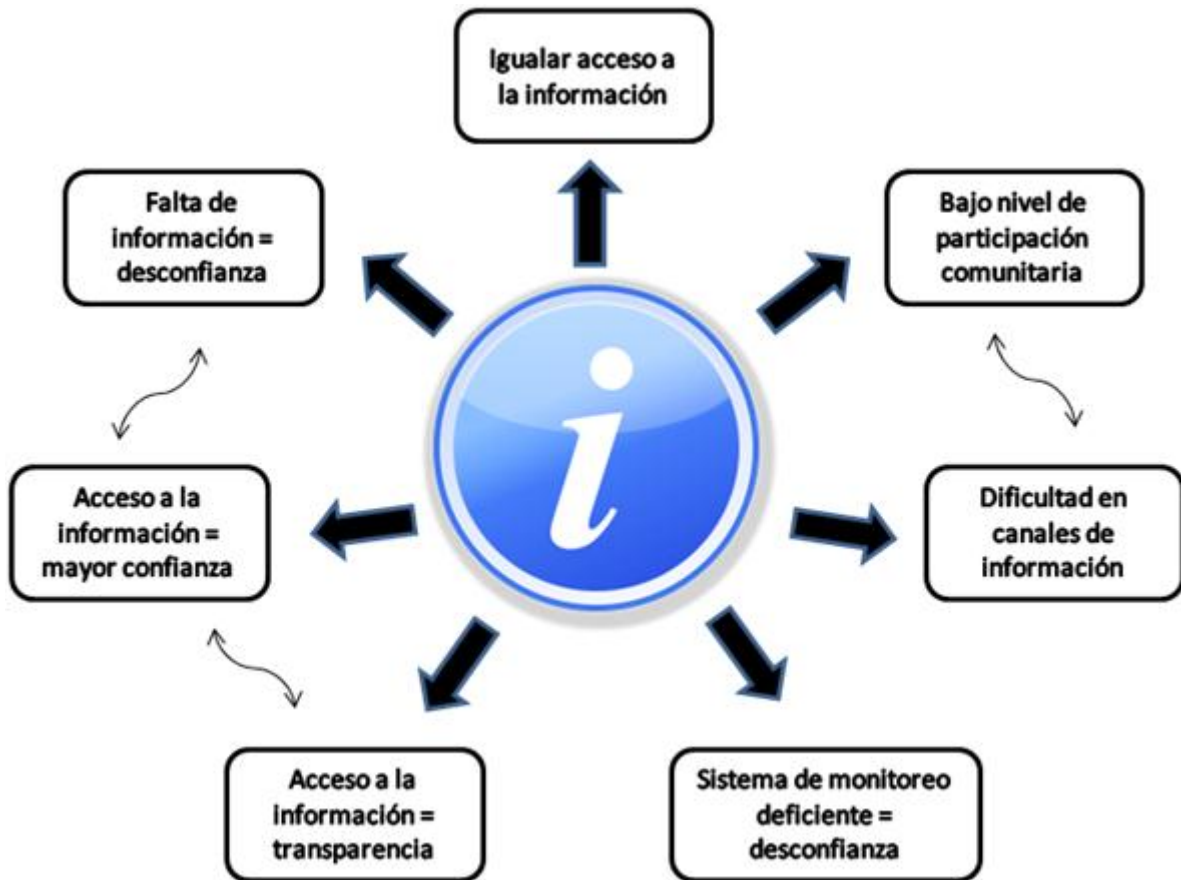 Igualar acceso a
la información
Falta de
información =
desconfianza
Bajo nivel de
participación
comunitaria
i
Acceso a la
información =
mayor confianza
Dificultad en
canales de
información
Acceso a la
información =
transparencia
Sistema de monitoreo
deficiente =
desconfianza